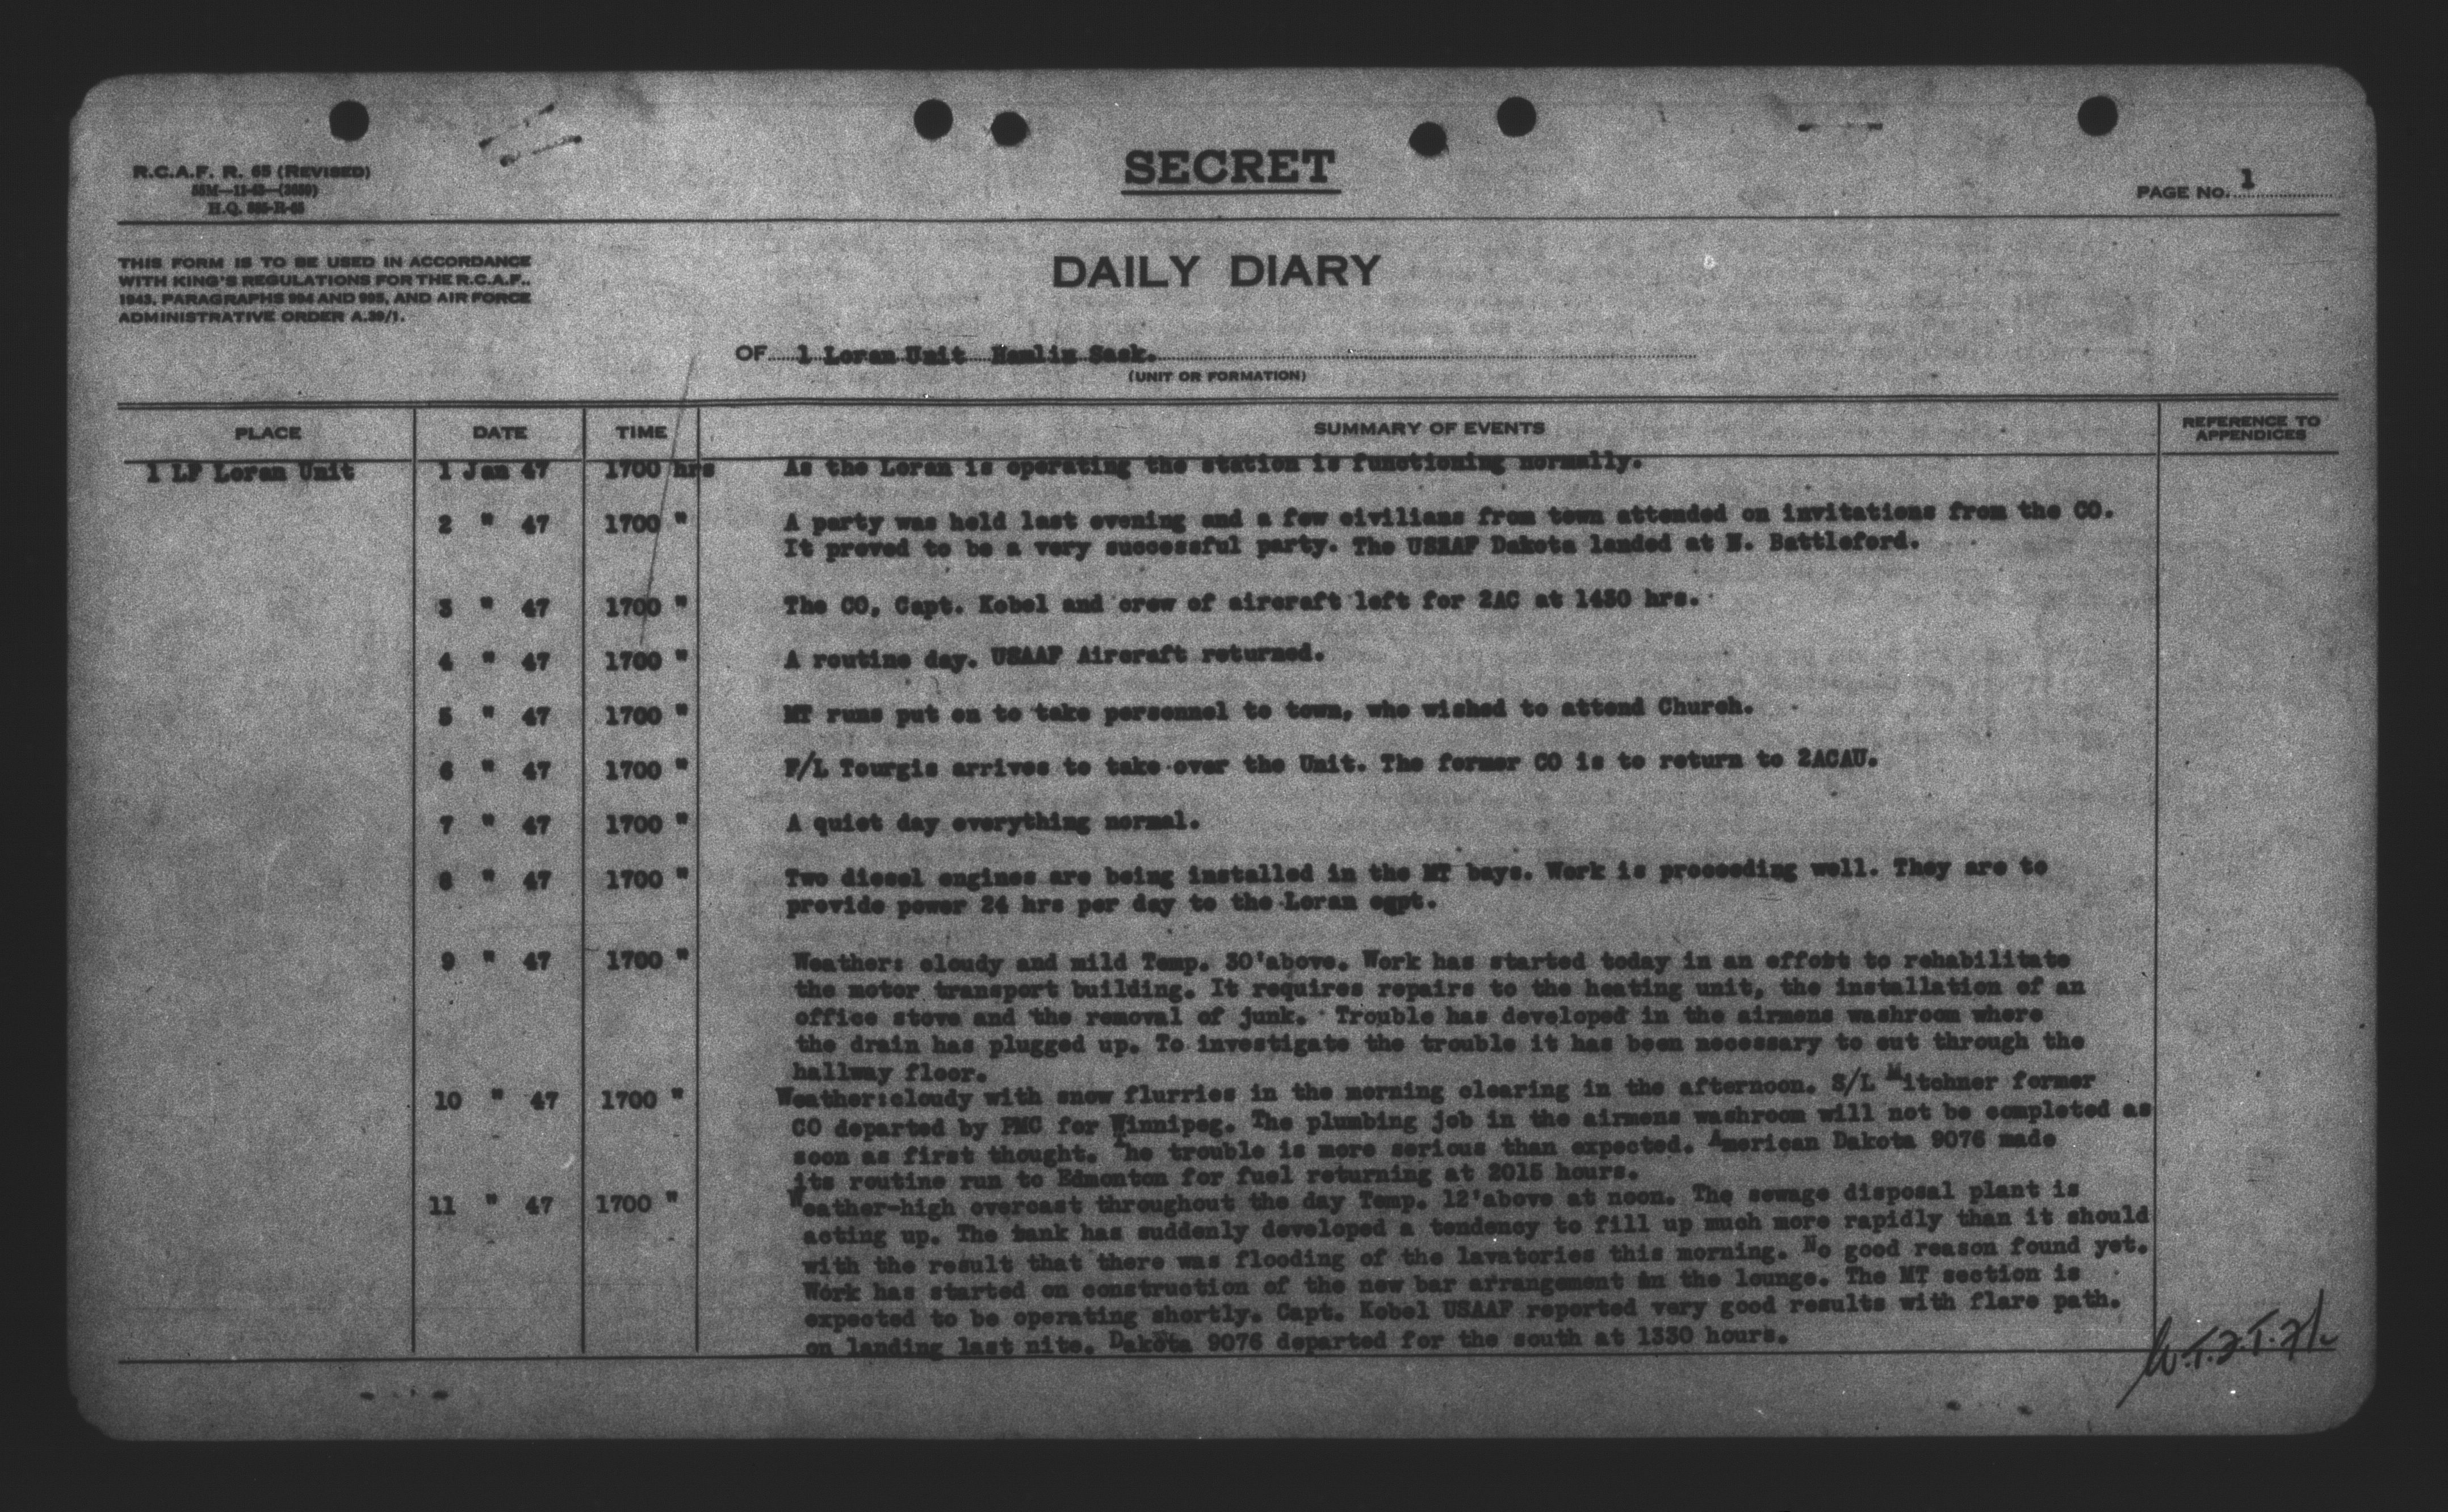 R.C.A.F. R. 65 (REVISED)
SECRET
PAGE NO. 1
THIS FORM IS TO BE USED IN ACCORDANCE
WITH KING'S REGULATIONS FOR THE R.C.A.F.,
1943, PARAGRAPHS 994 AND 995, AND AIR FORCE
ADMINISTRATIVE ORDER A.39/1.
DAILY DIARY
OF 1 Loran Unit Hamlin Sask.
(UNIT OR FORMATION)
PLACE DATE TIME SUMMARY OF EVENTS REFERENCE TO
APPENDICES
1 LF Loran Unit 1 Jan 47 1700 hrs As the Loran is operating the station is functioning normally.
2 " 47 1700 " A party was held last evening and a few civilians from town attended on invitations from the CO.
It proved to be a very successful party. The USAAF Dakota landed at N. Battleford.
3 " 47 1700 " The CO, Capt. Kobel and crew of aircraft left for 2AC at 1430 hrs.
4 " 47 1700 " A routine day. USAAF Aircraft returned.
5 " 47 1700 " MT runs put on to take personnel to town, who wished to attend Church.
6 " 47 1700 " F/L Tourgis arrives to take over the Unit. The former CO is to return to 2ACAU.
7 " 47 1700 " A quiet day everything normal.
8 " 47 1700 " Two diesel engines are being installed in the MT bays. Work is proceeding well. They are to
provide power 24 hrs per day to the Loran eqpt.
9 " 47 1700 " Weather: cloudy and mild Temp. 30'above. Work has started today in an effort to rehabilitate
the motor transport building. It requires repairs to the heating unit, the installation of an
office stove and the removal of junk. Trouble has developed in the airmens washroom where
the drain has plugged up. To investigate the trouble it has been necessary to cut through the
hallway floor.
10 " 47 1700 " Weather:cloudy with snow flurries in the morning clearing in the afternoon. S/L Mitchner former
CO departed by PMC for Winnipeg. The plumbing job in the airmens washroom will not be completed as
soon as first thought. The trouble is more serious than expected. American Dakota 9076 made
its routine run to Edmonton for fuel returning at 2015 hours.
11 " 47 1700 " Weather-high overcast throughout the day Temp. 12'above at noon. The sewage disposal plant is
acting up. The tank has suddenly developed a tendency to fill up much more rapidly than it should
with the result that there was flooding of the lavatories this morning. No good reason found yet.
Work has started on construction of the new bar arrangement in the lounge. The MT section is
expected to be operating shortly. Capt. Kobel USAAF reported very good results with flare path.
on landing last nite. Dakota 9076 departed for the south at 1330 hours.